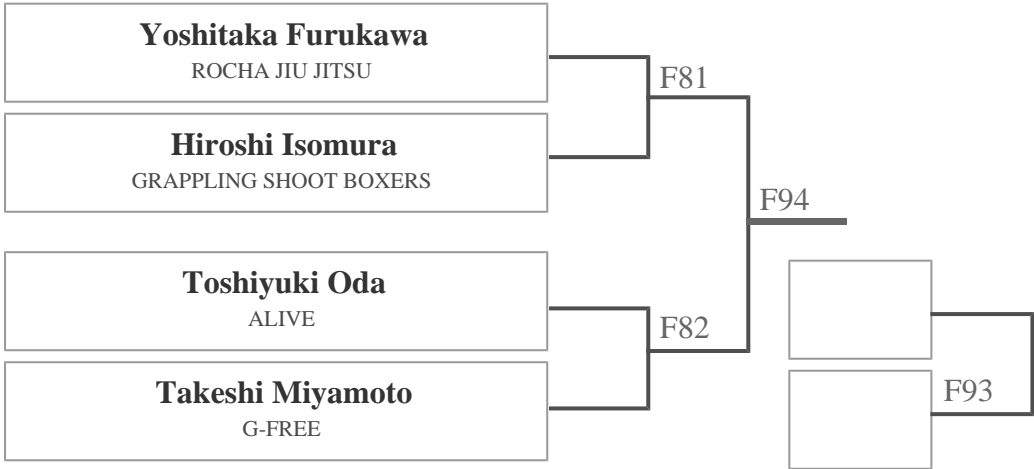 Yoshitaka Furukawa
ROCHA JIU JITSU
F81
Hiroshi Isomura
GRAPPLING SHOOT BOXERS
F94
Toshiyuki Oda
ALIVE
F82
Takeshi Miyamoto
G-FREE
F93